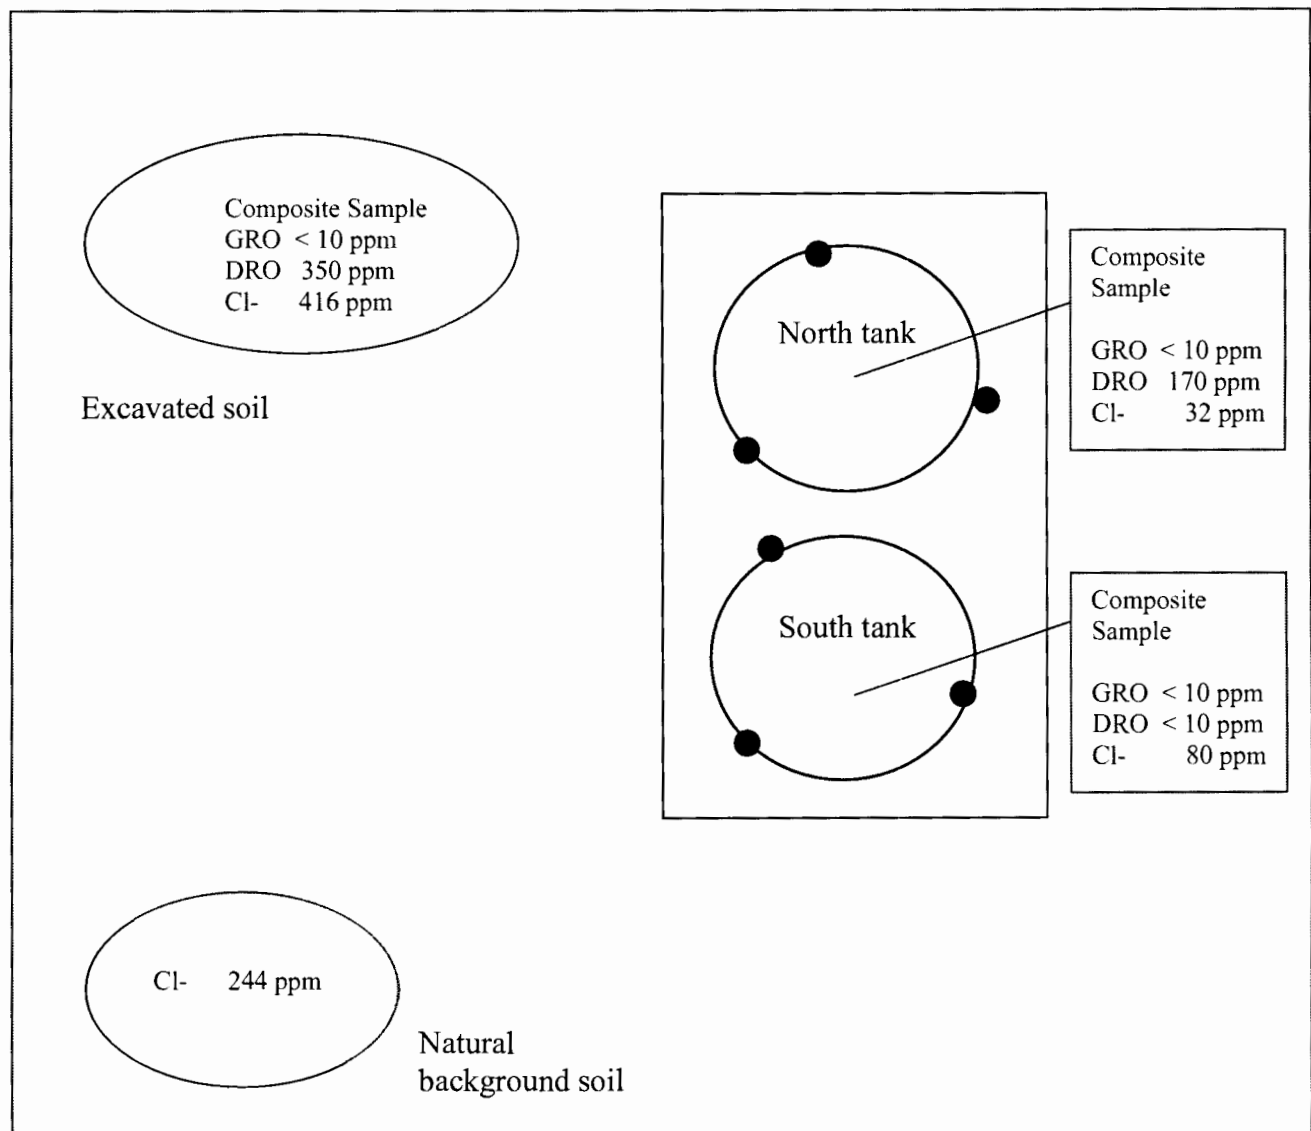 Composite Sample
GRO < 10 ppm
DRO 350 ppm
Cl- 416 ppm
Excavated soil
North tank
Composite
Sample
GRO < 10 ppm
DRO 170 ppm
Cl- 32 ppm
South tank
Composite
Sample
GRO < 10 ppm
DRO < 10 ppm
Cl- 80 ppm
Cl- 244 ppm
Natural
background soil